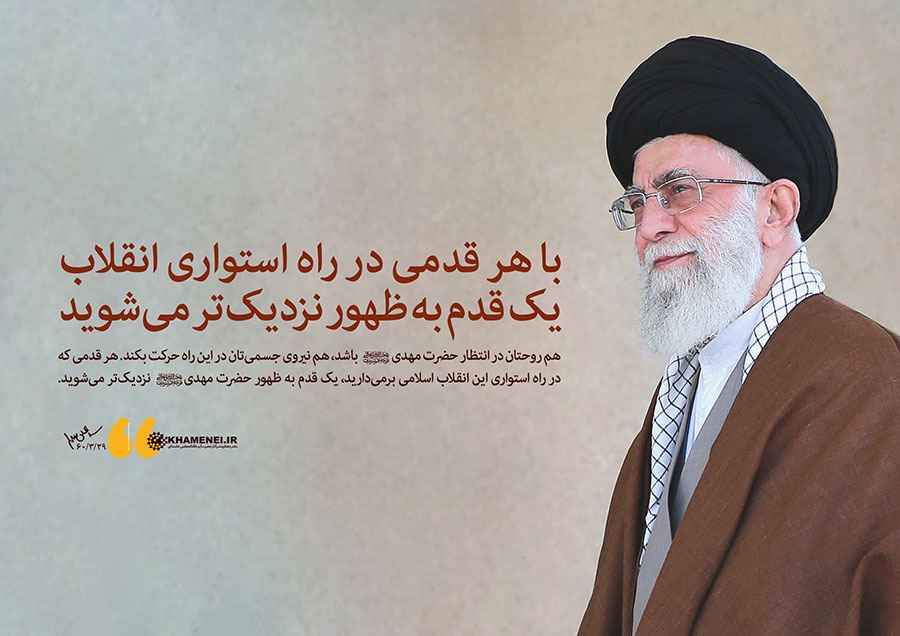 با هر قدمی در راه استواری انقلاب
یک قدم به ظهور نزدیک‌تر می‌شوید
هم روحتان در انتظار حضرت مهدی باشد، هم نیروی جسمی‌تان در این راه حرکت بکند. هر قدمی که
در راه استواری این انقلاب اسلامی برمی‌دارید، یک قدم به ظهور حضرت مهدی نزدیک‌تر می‌شوید.
KHAMENEI.IR
۶۰/۳/۲۹